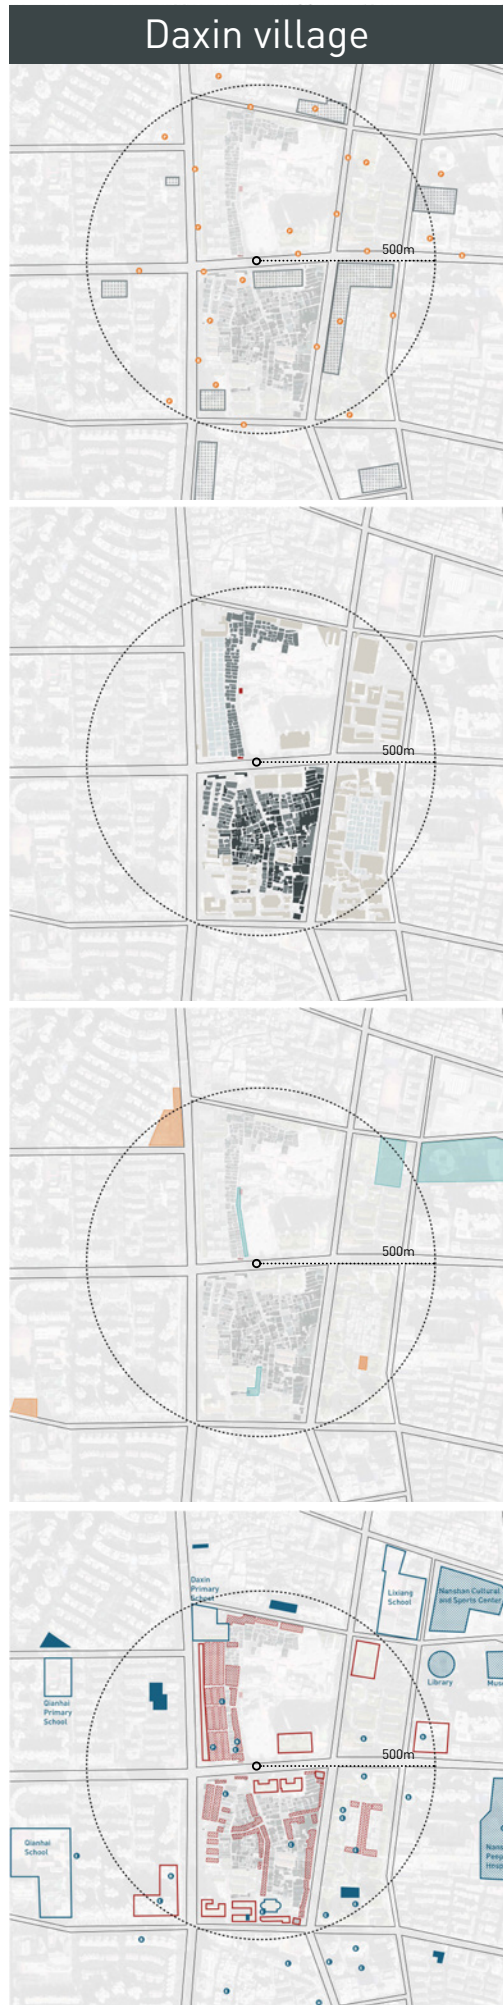 Daxin village
500m
500m
500m
Daxin
Primary
School
Lixiang
School
Nanshan Cultural
and Sports Center
Library
Qianhai
Primary
School
500m
Qianhai
School